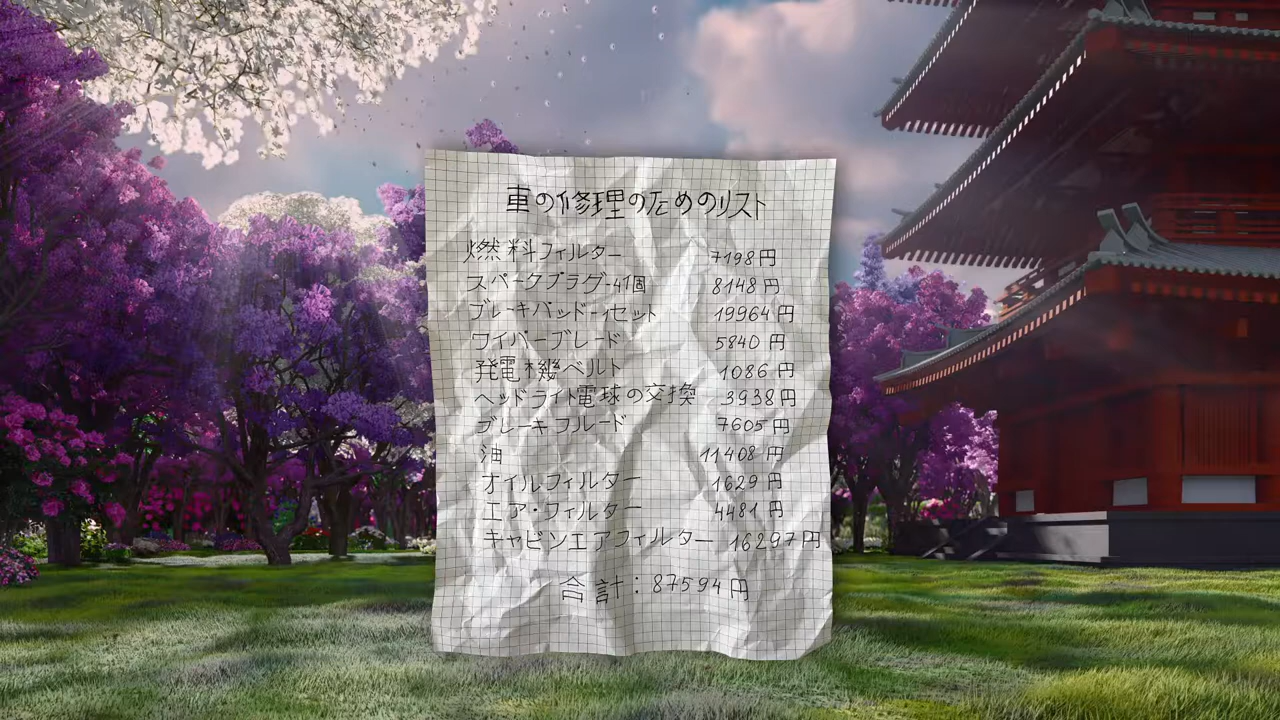 車の修理のためのリスト
燃料フィルター 7198円
スパークプラグ-4個 8148円
ブレーキパッド-1セット 19964円
ワイパーブレード 5840円
発電機ベルト 1086円
ヘッドライト電球の交換 3938円
ブレーキフルード 7605円
油 11408円
オイルフィルター 1629円
エア・フィルター 4481円
キャビンエアフィルター 16297円
合計：87594円